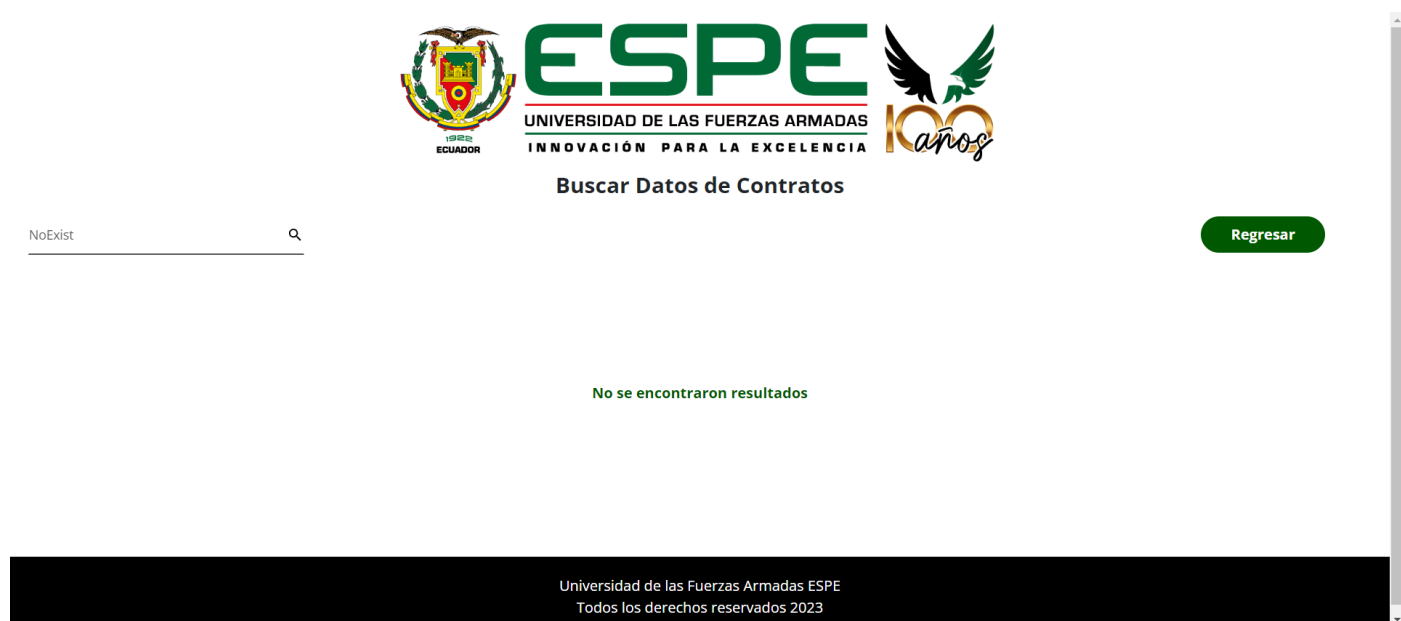 ESPE
UNIVERSIDAD DE LAS FUERZAS ARMADAS
INNOVACIÓN PARA LA EXCELENCIA
1922
ECUADOR
100
años
Buscar Datos de Contratos
NoExist
Regresar
No se encontraron resultados
Universidad de las Fuerzas Armadas ESPE
Todos los derechos reservados 2023